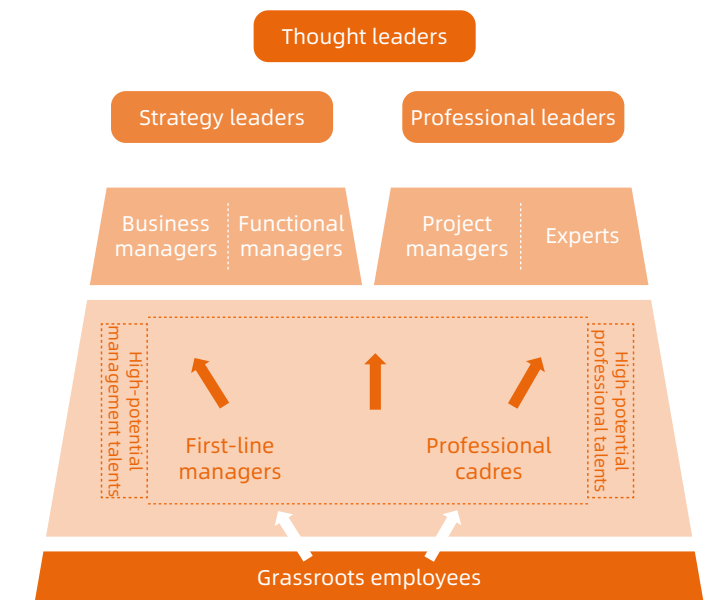 Thought leaders
Strategy leaders
Professional leaders
Business
managers
Functional
managers
Project
managers
Experts
High-potential
management talents
First-line
managers
Professional
cadres
High-potential
professional talents
Grassroots employees